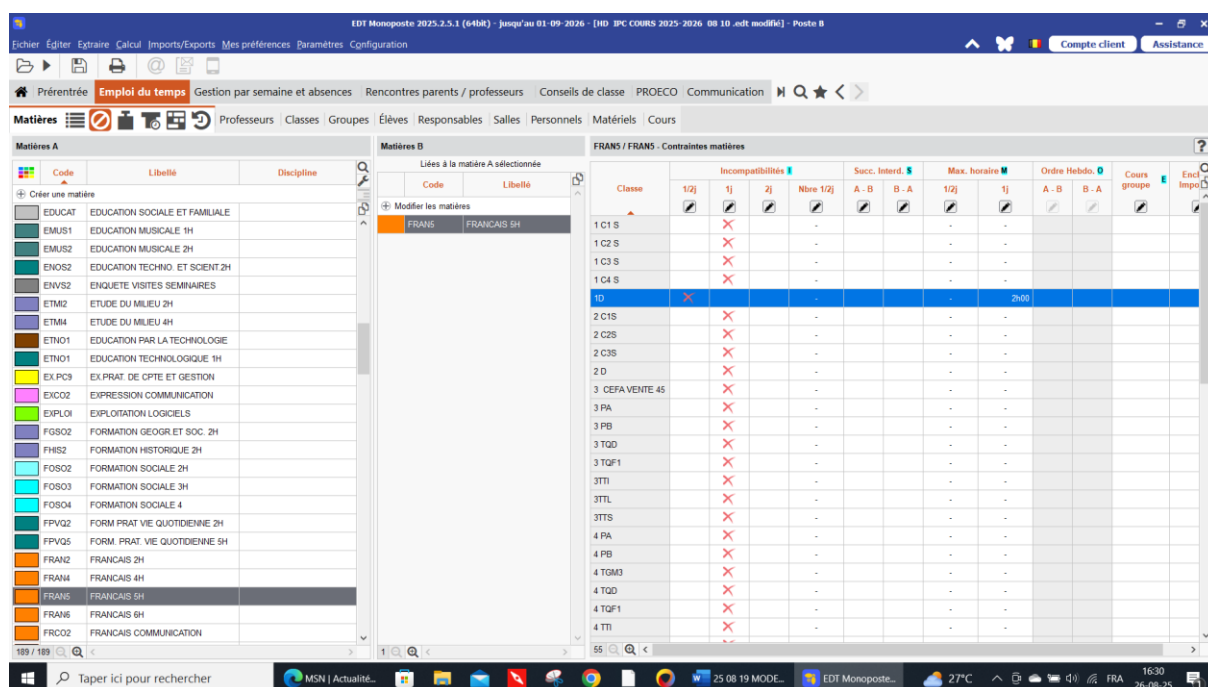 EDT Monoposte 2025.2.5.1 (64bit) - jusqu'au 01-09-2026 - [HD IPC COURS 2025-2026 08 10 .edt modifié] - Poste B
Fichier Éditer Extraire Calcul Imports/Exports Mes préférences Paramètres Configuration
Compte client Assistance
Prérentrée Emploi du temps Gestion par semaine et absences Rencontres parents / professeurs Conseils de classe PROECO Communication
Matières Professeurs Classes Groupes Élèves Responsables Salles Personnels Matériels Cours
Matières A Matières B FRAN5 / FRAN5 - Contraintes matières ?
Liées à la matière A sélectionnée
Incompatibilités I Succ. Interd. S Max. horaire M Ordre Hebdo. O Cours groupe E Encl Impo
Code Libellé Discipline Code Libellé Classe 1/2j 1j 2j Nbre 1/2j A - B B - A 1/2j 1j A - B B - A
Créer une matière Modifier les matières
EDUCAT EDUCATION SOCIALE ET FAMILIALE
FRAN5 FRANCAIS 5H
EMUS1 EDUCATION MUSICALE 1H
EMUS2 EDUCATION MUSICALE 2H
ENOS2 EDUCATION TECHNO. ET SCIENT.2H
ENVS2 ENQUETE VISITES SEMINAIRES
ETMI2 ETUDE DU MILIEU 2H
ETMI4 ETUDE DU MILIEU 4H
ETNO1 EDUCATION PAR LA TECHNOLOGIE
ETNO1 EDUCATION TECHNOLOGIQUE 1H
EX.PC9 EX.PRAT. DE CPTE ET GESTION
EXCO2 EXPRESSION COMMUNICATION
EXPLOI EXPLOITATION LOGICIELS
FGSO2 FORMATION GEOGR.ET SOC. 2H
FHIS2 FORMATION HISTORIQUE 2H
FOSO2 FORMATION SOCIALE 2H
FOSO3 FORMATION SOCIALE 3H
FOSO4 FORMATION SOCIALE 4
FPVQ2 FORM PRAT VIE QUOTIDIENNE 2H
FPVQ5 FORM. PRAT. VIE QUOTIDIENNE 5H
FRAN2 FRANCAIS 2H
FRAN4 FRANCAIS 4H
FRAN5 FRANCAIS 5H
FRAN6 FRANCAIS 6H
FRCO2 FRANCAIS COMMUNICATION
1 C1 S - - -
1 C2 S - - -
1 C3 S - - -
1 C4 S - - -
1D - - 2h00
2 C1S - - -
2 C2S - - -
2 C3S - - -
2 D - - -
3 CEFA VENTE 45 - - -
3 PA - - -
3 PB - - -
3 TQD - - -
3 TQF1 - - -
3TTI - - -
3TTL - - -
3TTS - - -
4 PA - - -
4 PB - - -
4 TGM3 - - -
4 TQD - - -
4 TQF1 - - -
4 TTI - - -
189 / 189 1 55
Taper ici pour rechercher MSN | Actualité... 25 08 19 MODE... EDT Monoposte... 27°C FRA 16:30
26-08-25